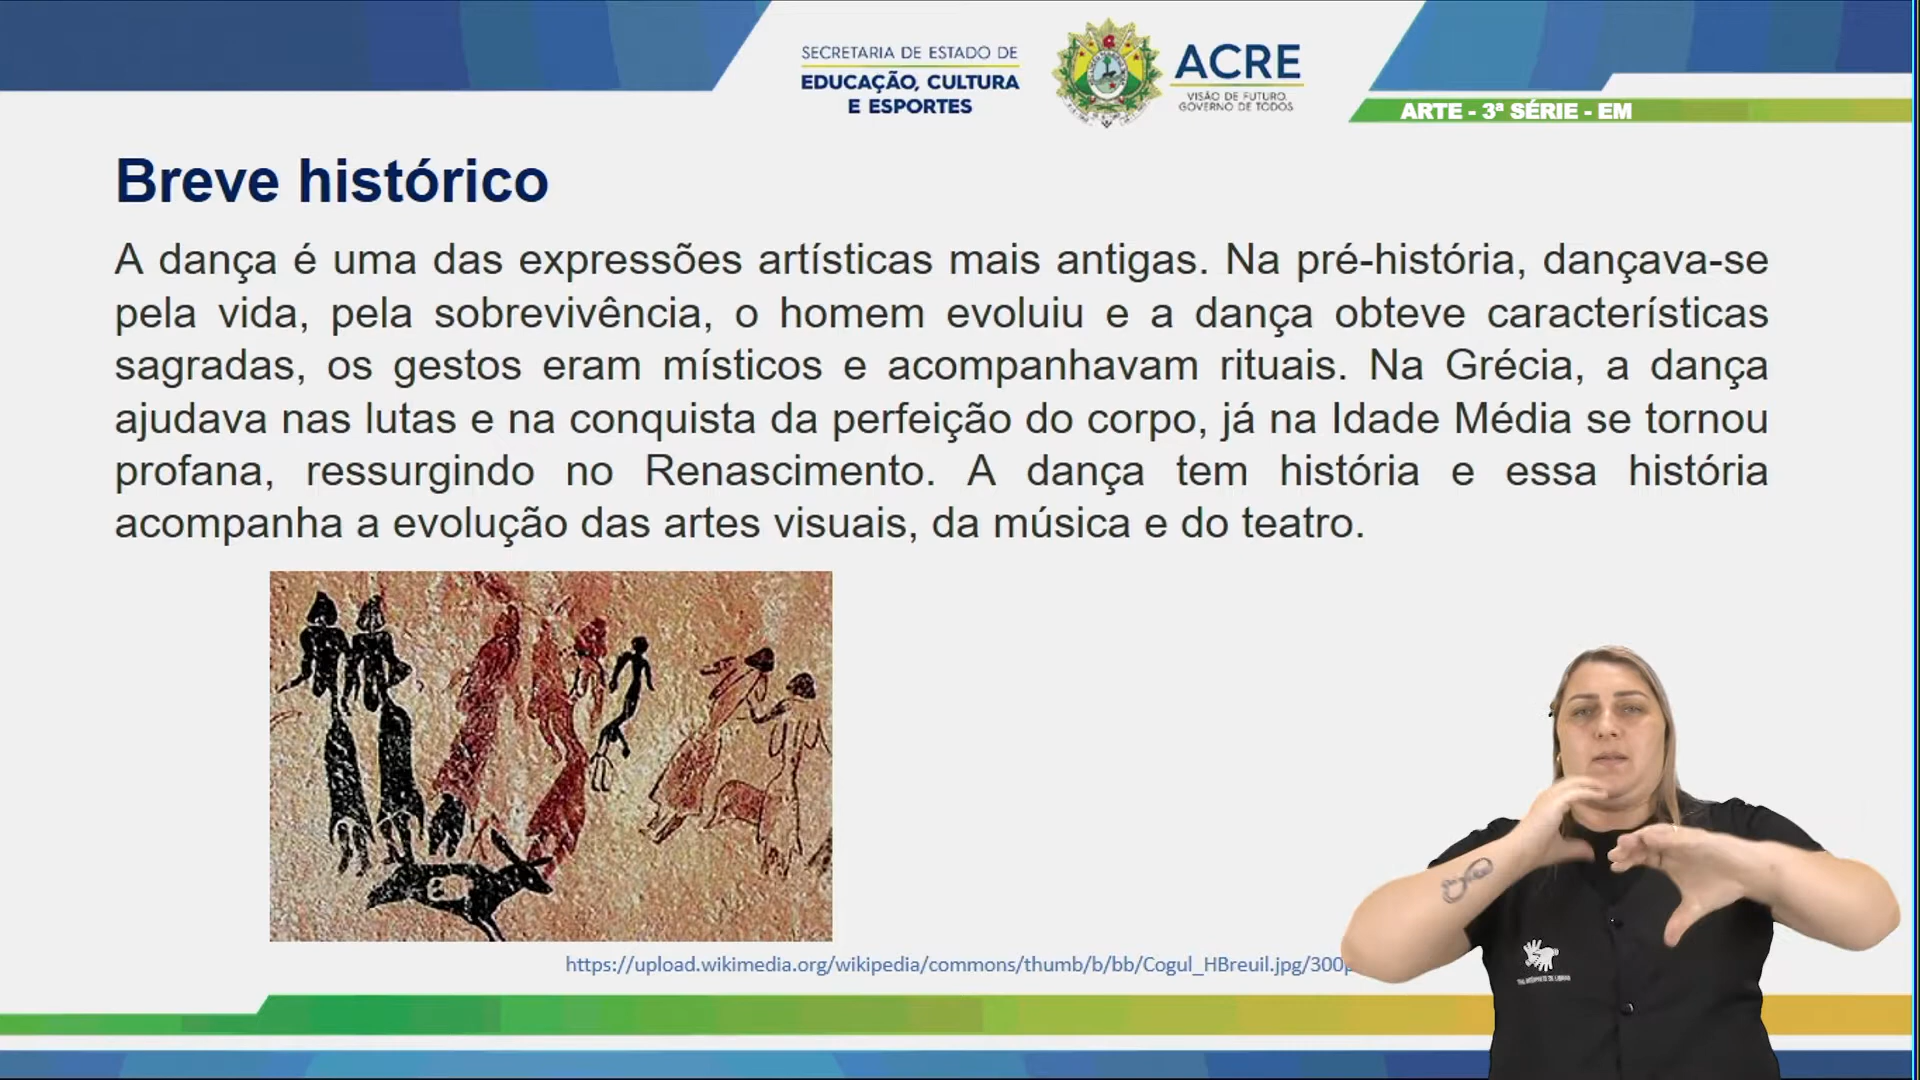 SECRETARIA DE ESTADO DE
EDUCAÇÃO, CULTURA
E ESPORTES
ACRE
VISÃO DE FUTURO.
GOVERNO DE TODOS
ARTE - 3ª SÉRIE - EM
Breve histórico
A dança é uma das expressões artísticas mais antigas. Na pré-história, dançava-se
pela vida, pela sobrevivência, o homem evoluiu e a dança obteve características
sagradas, os gestos eram místicos e acompanhavam rituais. Na Grécia, a dança
ajudava nas lutas e na conquista da perfeição do corpo, já na Idade Média se tornou
profana, ressurgindo no Renascimento. A dança tem história e essa história
acompanha a evolução das artes visuais, da música e do teatro.
https://upload.wikimedia.org/wikipedia/commons/thumb/b/bb/Cogul_HBreuil.jpg/300p